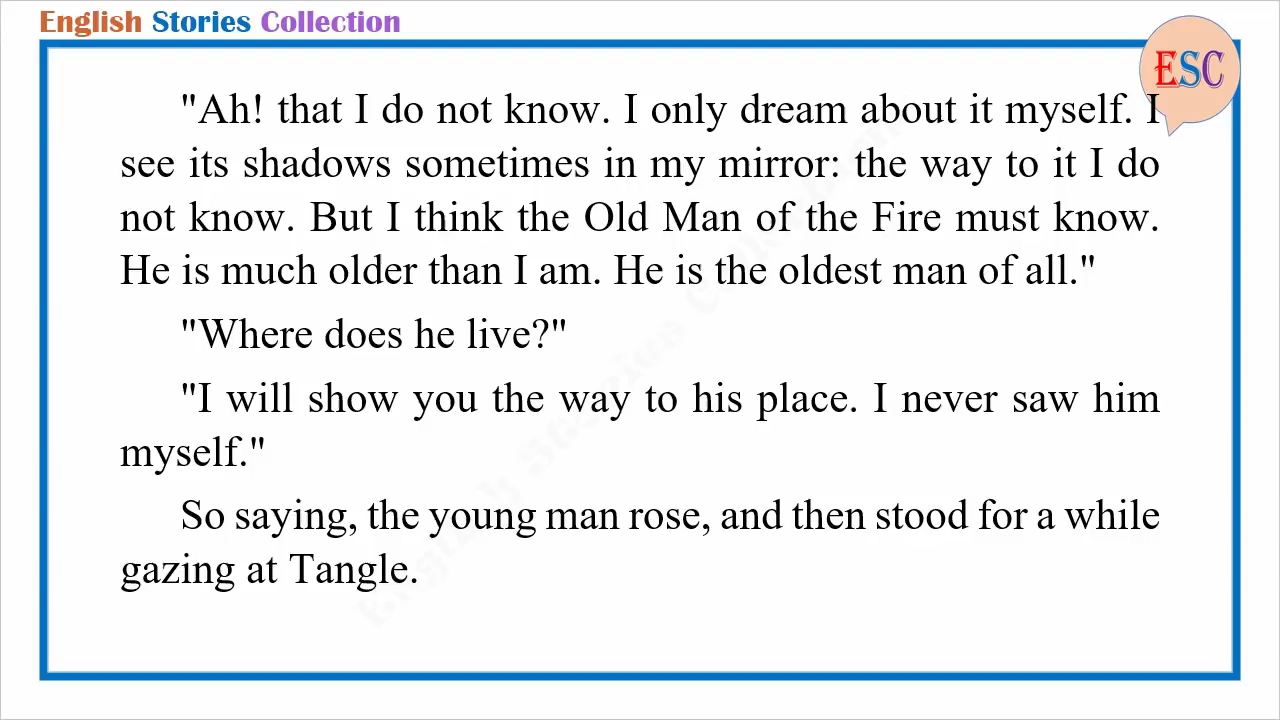 English Stories Collection
ESC
"Ah! that I do not know. I only dream about it myself. I
see its shadows sometimes in my mirror: the way to it I do
not know. But I think the Old Man of the Fire must know.
He is much older than I am. He is the oldest man of all."
"Where does he live?"
"I will show you the way to his place. I never saw him
myself."
So saying, the young man rose, and then stood for a while
gazing at Tangle.
English Stories Collection